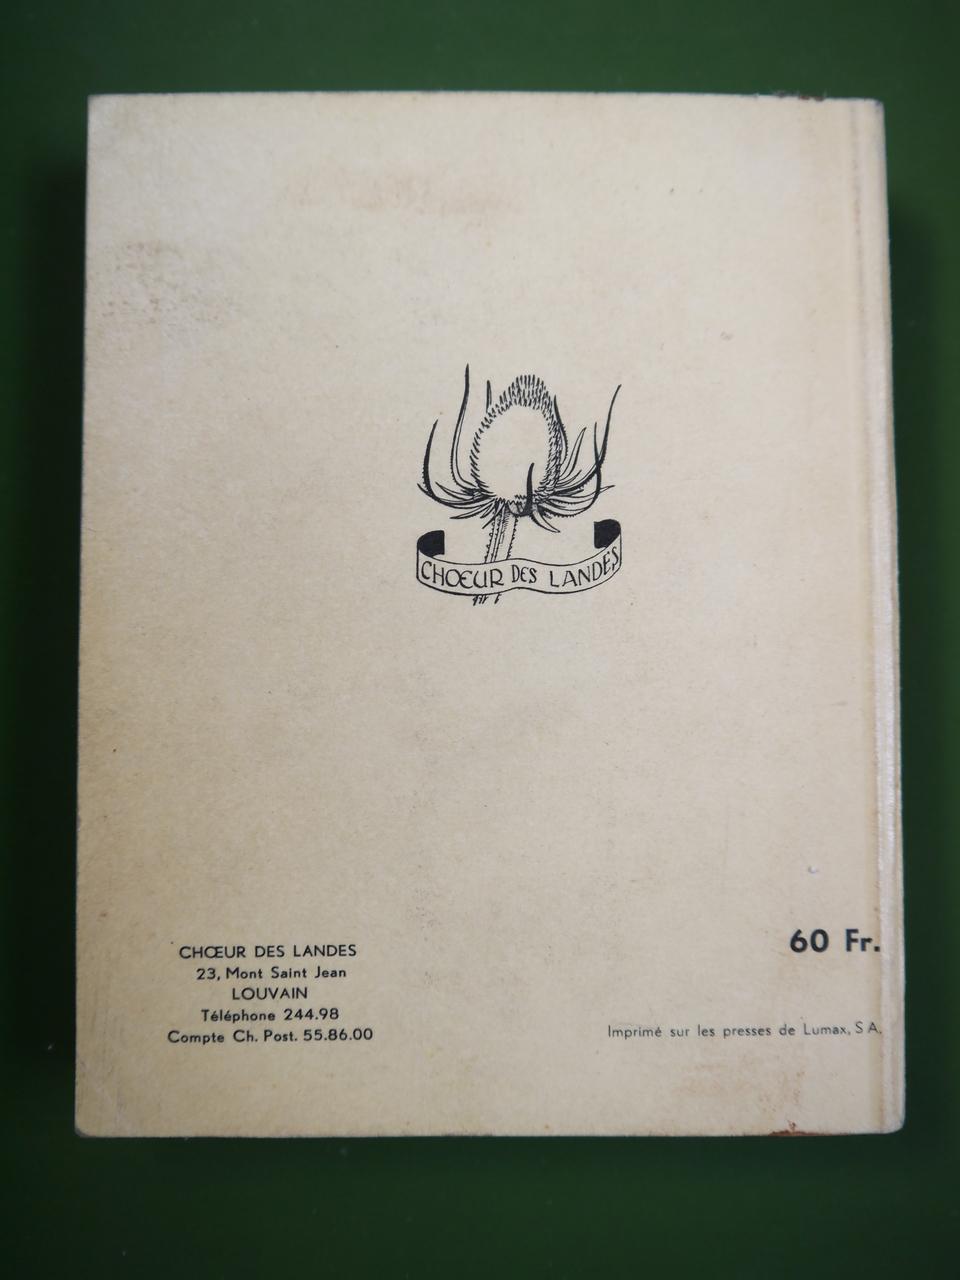 CHŒUR DES LANDES
CHŒUR DES LANDES
23, Mont Saint Jean
LOUVAIN
Téléphone 244.98
Compte Ch. Post. 55.86.00
60 Fr.
Imprimé sur les presses de Lumax, S A.